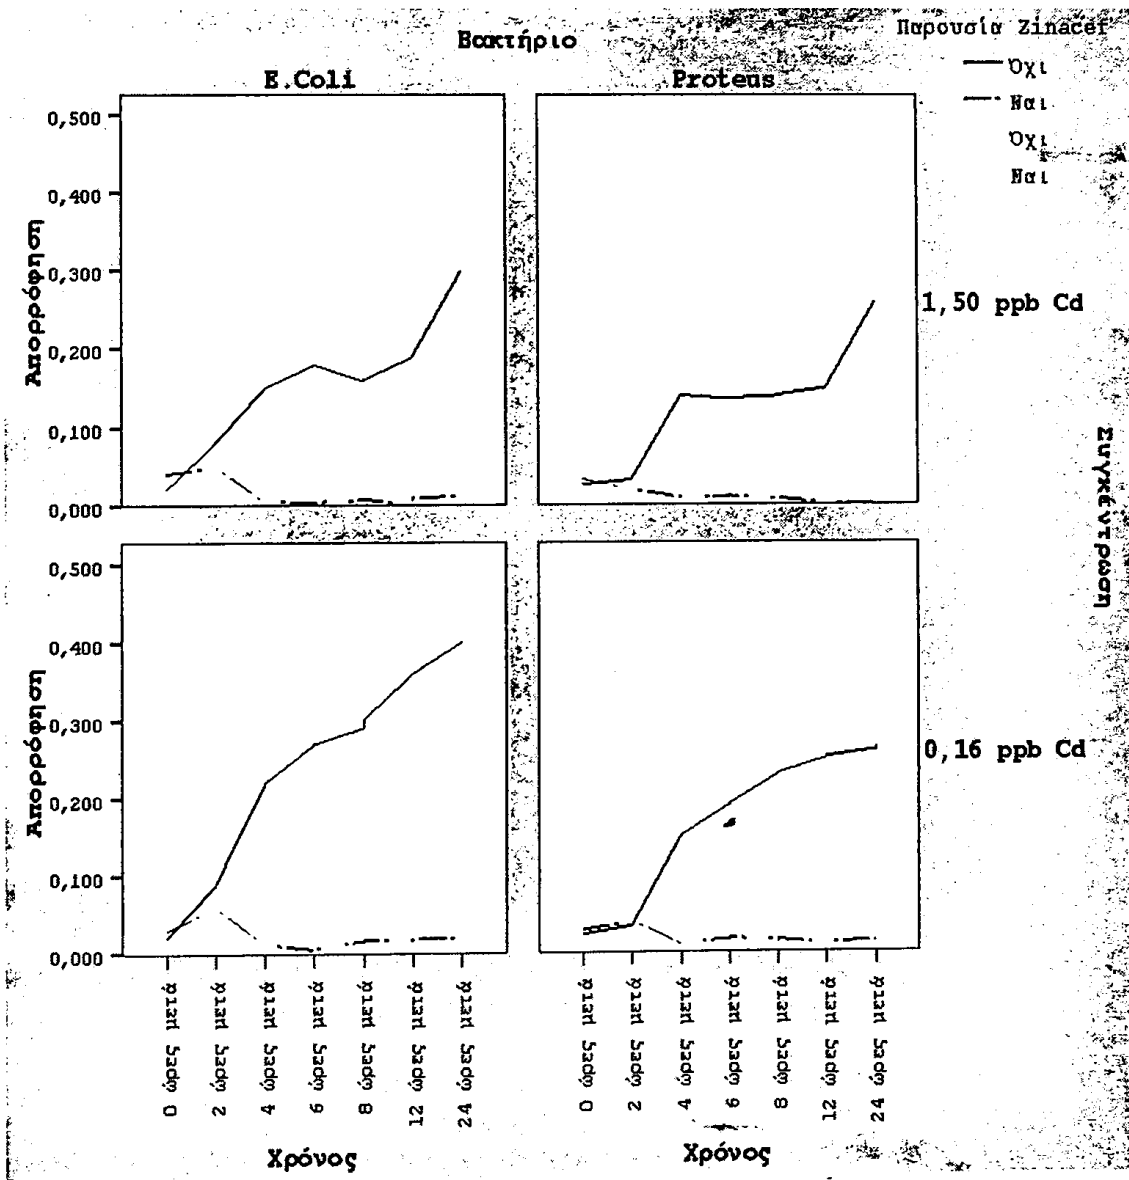 Βακτήριο
Παρουσία Zinacef
Όχι
Ναι
Όχι
Ναι
E.Coli
Proteus
Απορρόφηση
0,500
0,400
0,300
0,200
0,100
0,000
1,50 ppb Cd
Συγκέντρωση
Απορρόφηση
0,500
0,400
0,300
0,200
0,100
0,000
0,16 ppb Cd
0 ώρες μετά
2 ώρες μετά
4 ώρες μετά
6 ώρες μετά
8 ώρες μετά
12 ώρες μετά
24 ώρες μετά
0 ώρες μετά
2 ώρες μετά
4 ώρες μετά
6 ώρες μετά
8 ώρες μετά
12 ώρες μετά
24 ώρες μετά
Χρόνος
Χρόνος